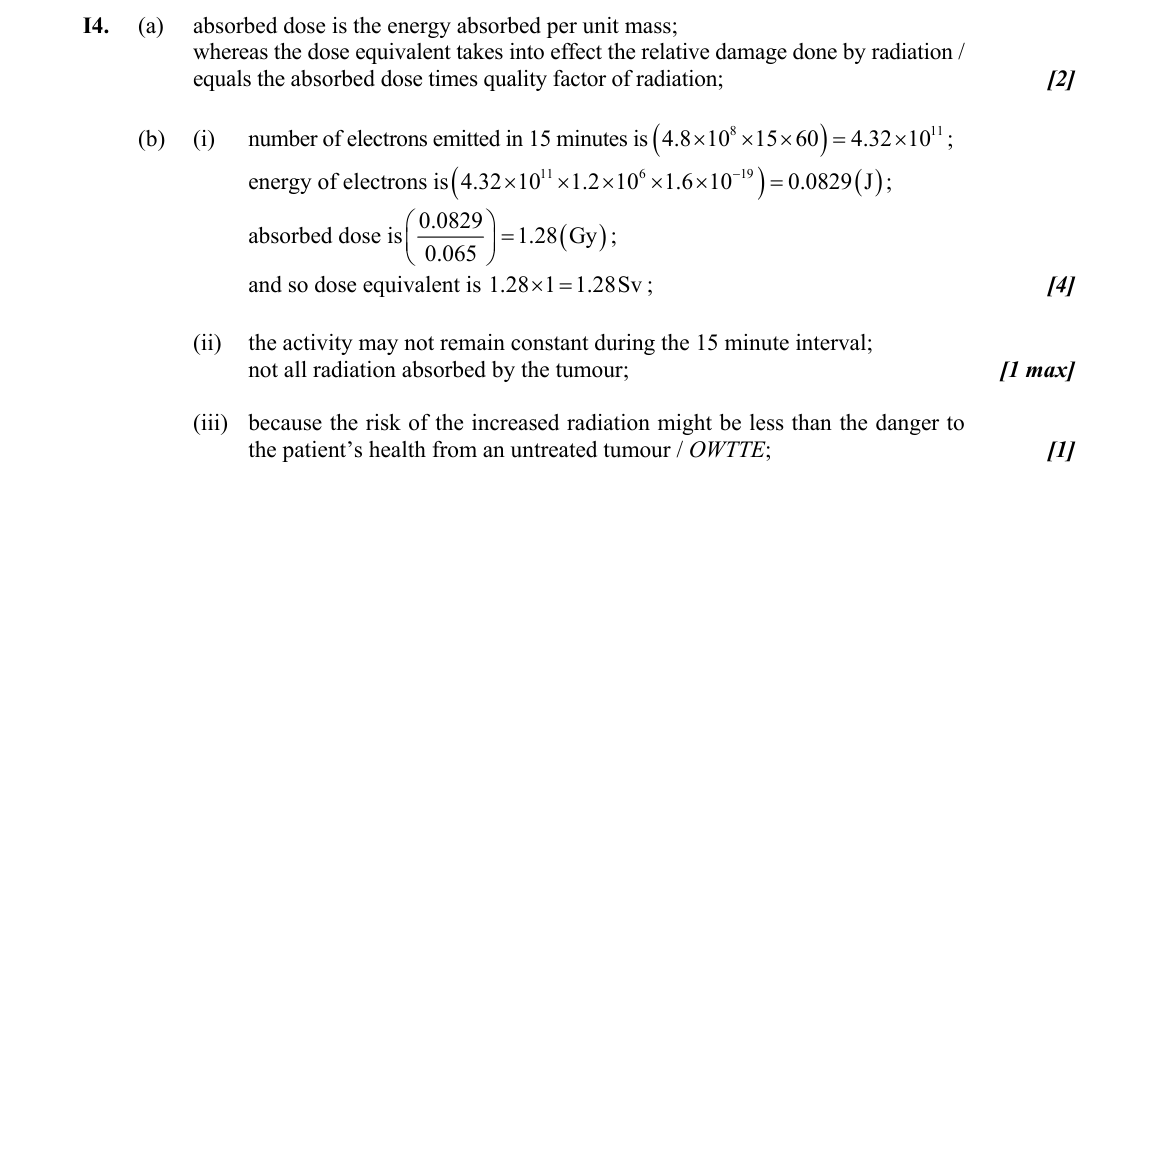 I4. (a) absorbed dose is the energy absorbed per unit mass;
whereas the dose equivalent takes into effect the relative damage done by radiation /
equals the absorbed dose times quality factor of radiation; [2]
(b) (i) number of electrons emitted in 15 minutes is (4.8×10⁸×15×60)=4.32×10¹¹;
energy of electrons is (4.32×10¹¹×1.2×10⁶×1.6×10⁻¹⁹)=0.0829(J);
absorbed dose is (0.0829/0.065)=1.28(Gy);
and so dose equivalent is 1.28×1=1.28Sv; [4]
(ii) the activity may not remain constant during the 15 minute interval;
not all radiation absorbed by the tumour; [1 max]
(iii) because the risk of the increased radiation might be less than the danger to
the patient's health from an untreated tumour / OWTTE; [1]